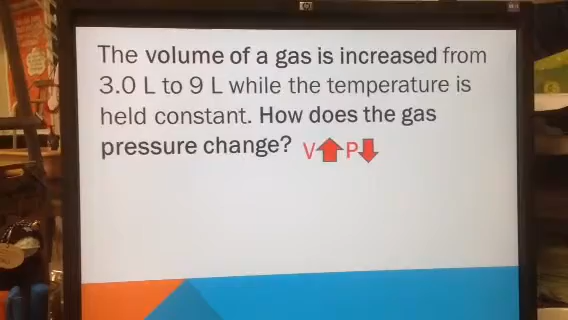 The volume of a gas is increased from
3.0 L to 9 L while the temperature is
held constant. How does the gas
pressure change? V P